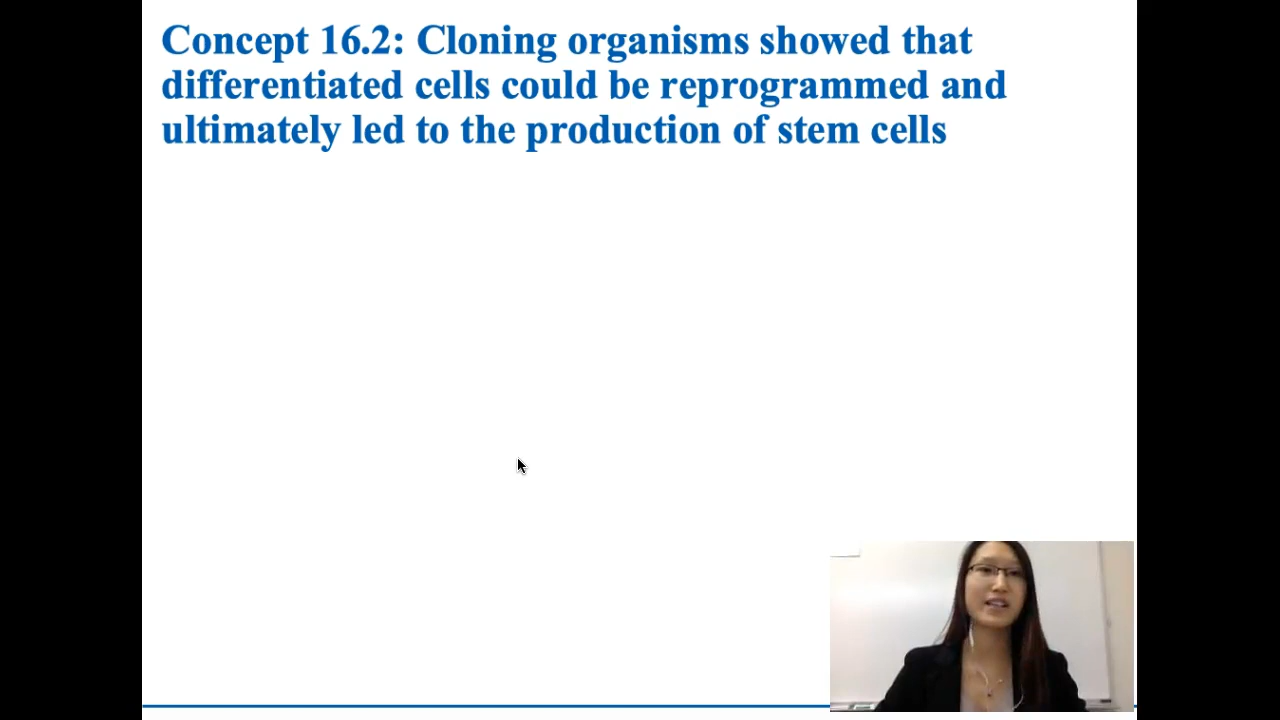 Concept 16.2: Cloning organisms showed that
differentiated cells could be reprogrammed and
ultimately led to the production of stem cells